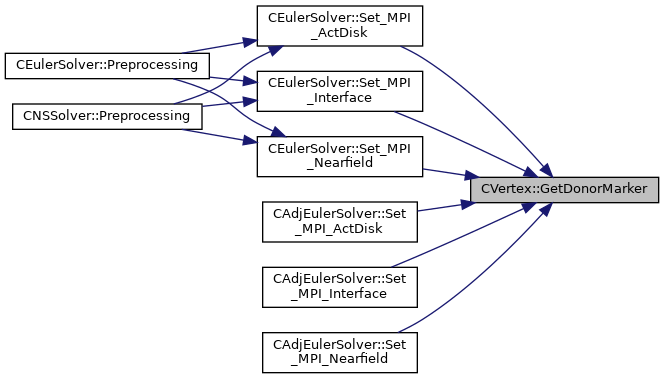 CEulerSolver::Set_MPI
_ActDisk
CEulerSolver::Preprocessing
CEulerSolver::Set_MPI
_Interface
CNSSolver::Preprocessing
CEulerSolver::Set_MPI
_Nearfield
CVertex::GetDonorMarker
CAdjEulerSolver::Set
_MPI_ActDisk
CAdjEulerSolver::Set
_MPI_Interface
CAdjEulerSolver::Set
_MPI_Nearfield